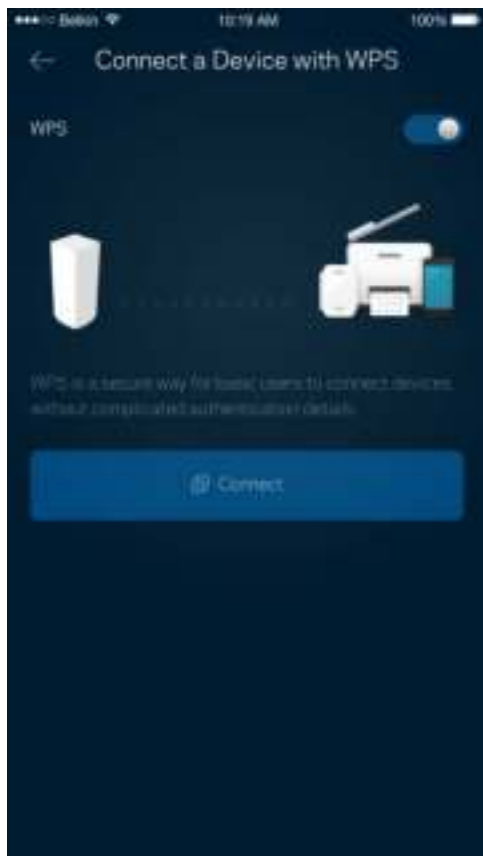 Belkin 10:19 AM 100%
Connect a Device with WPS
WPS
WPS is a secure way for basic users to connect devices
without complicated authentication details.
Connect